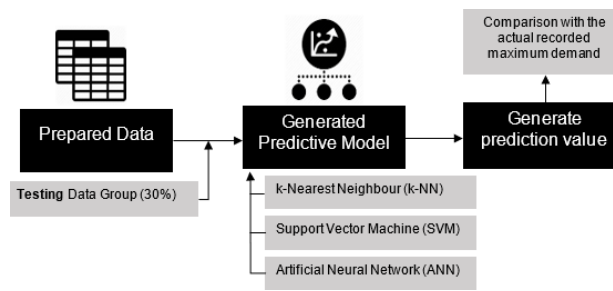 Comparison with the
actual recorded
maximum demand
Prepared Data
Generated
Predictive Model
Generate
prediction value
Testing Data Group (30%)
k-Nearest Neighbour (k-NN)
Support Vector Machine (SVM)
Artificial Neural Network (ANN)